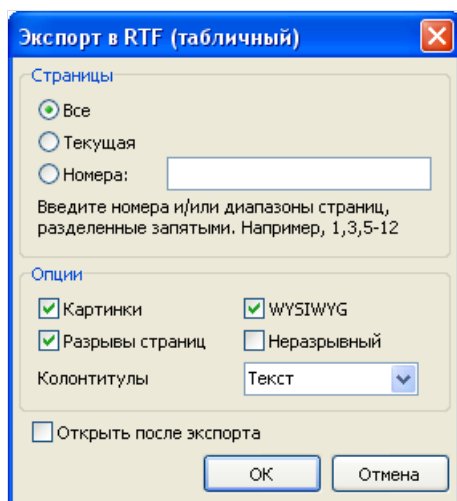 Экспорт в RTF (табличный)
Страницы
Все
Текущая
Номера:
Введите номера и/или диапазоны страниц,
разделенные запятыми. Например, 1,3,5-12
Опции
Картинки WYSIWYG
Разрывы страниц Неразрывный
Колонтитулы Текст
Открыть после экспорта
ОК Отмена